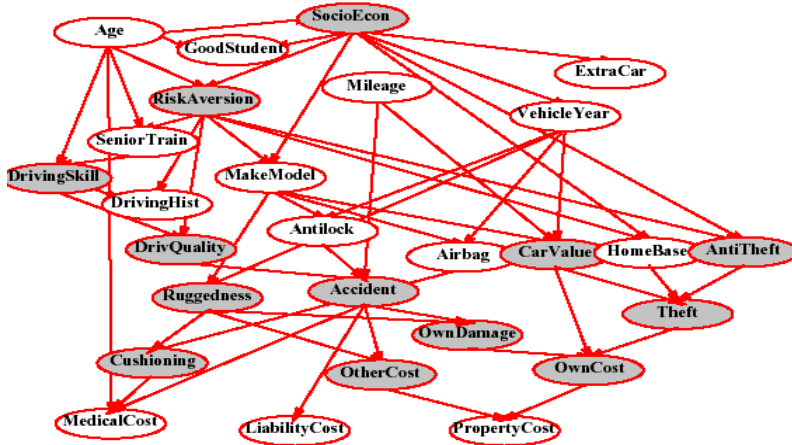 SocioEcon
Age
GoodStudent
ExtraCar
Mileage
RiskAversion
VehicleYear
SeniorTrain
DrivingSkill
MakeModel
DrivingHist
Antilock
DrivQuality
Airbag
CarValue
HomeBase
AntiTheft
Ruggedness
Accident
Theft
OwnDamage
Cushioning
OtherCost
OwnCost
MedicalCost
LiabilityCost
PropertyCost